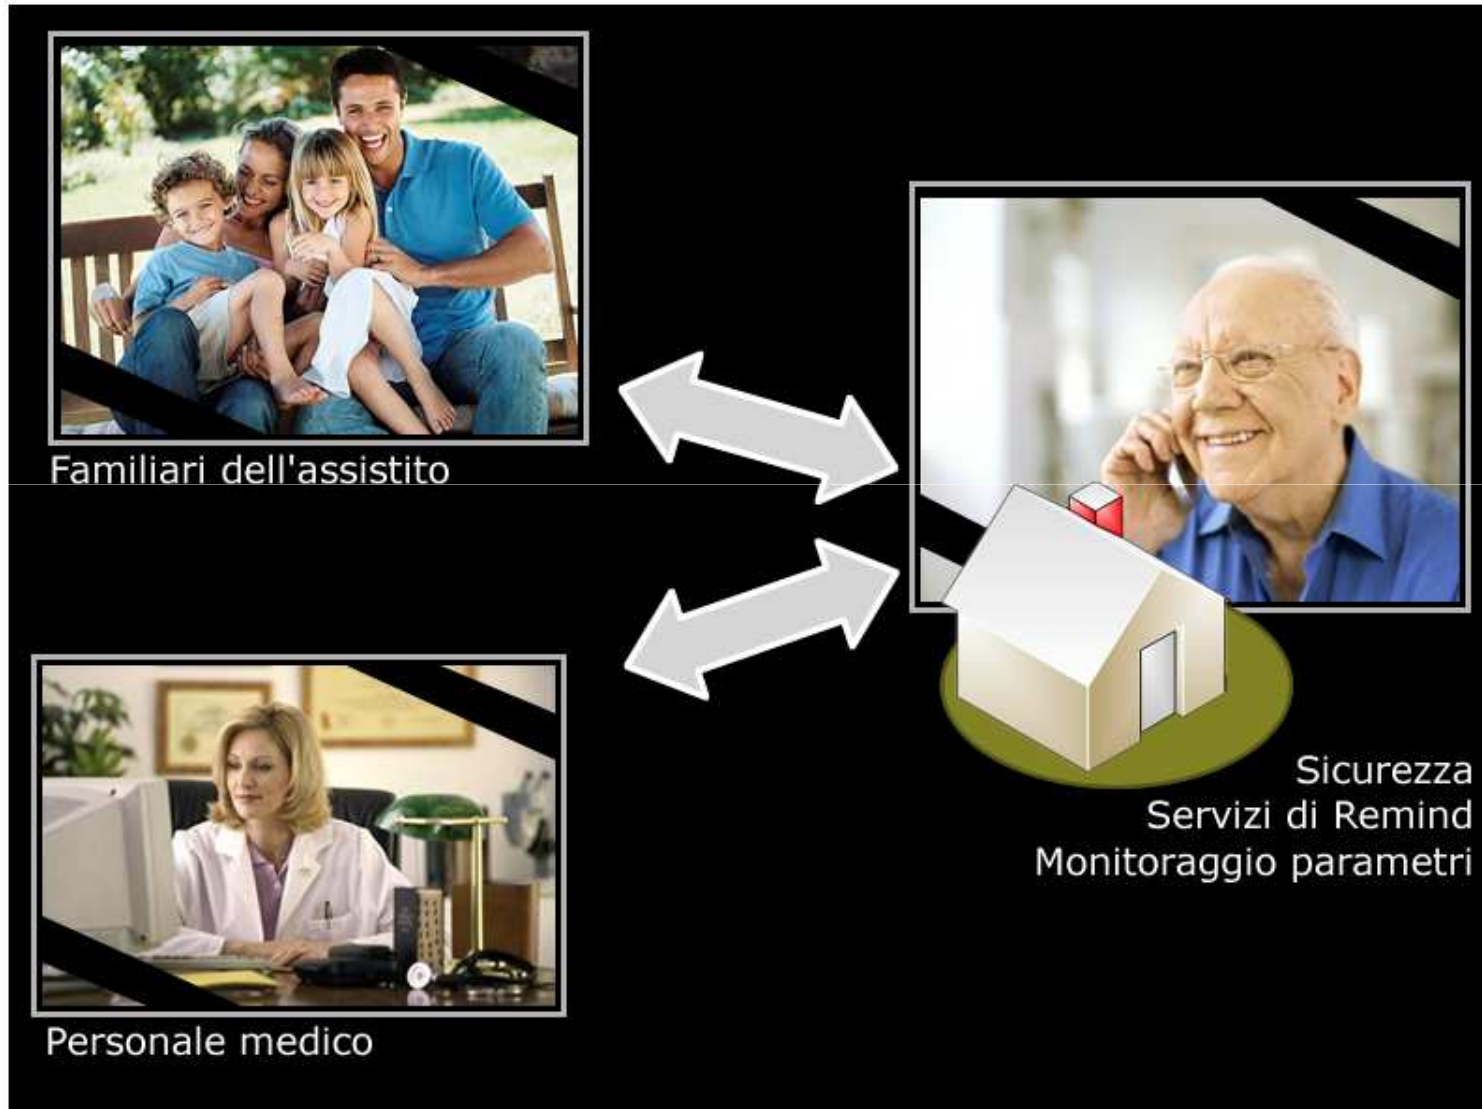 Familiari dell'assistito
Sicurezza
Servizi di Remind
Monitoraggio parametri
Personale medico